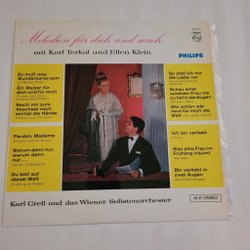 Melodien für dich und mich
mit Karl Terkal und Ellen Klein
PHILIPS
Es muß was
Wunderbares sein
Ein Walzer für
dich und für mich
Reich mir zum
Abschied noch
einmal die Hände
Pardon, Madame
Warum denn nur,
warum denn
nur ...
Du bist auf
dieser Welt
So stell ich mir
die Liebe vor
Schau einer
schönen Frau nie
zu tief in die Augen
Wie schön wär
heut für mich die
Welt
Ich bin verliebt
Was eine Frau im
Frühling träumt
Bin verliebt in
zwei Augen
Karl Grell und das Wiener Solistenorchester
STEREO